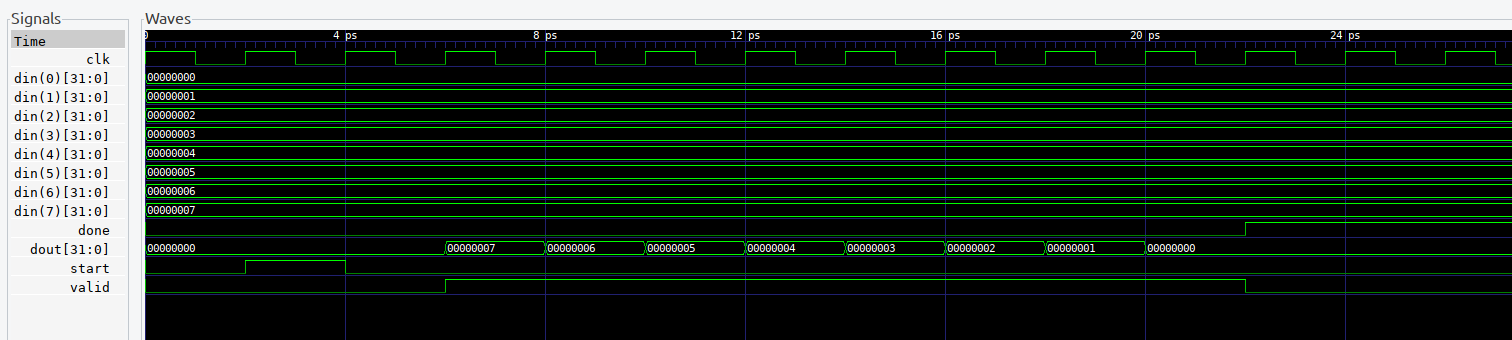 Signals Waves
Time 0 4 ps 8 ps 12 ps 16 ps 20 ps 24 ps
clk
din(0)[31:0] 00000000
din(1)[31:0] 00000001
din(2)[31:0] 00000002
din(3)[31:0] 00000003
din(4)[31:0] 00000004
din(5)[31:0] 00000005
din(6)[31:0] 00000006
din(7)[31:0] 00000007
done
dout[31:0] 00000000 00000007 00000006 00000005 00000004 00000003 00000002 00000001 00000000
start
valid